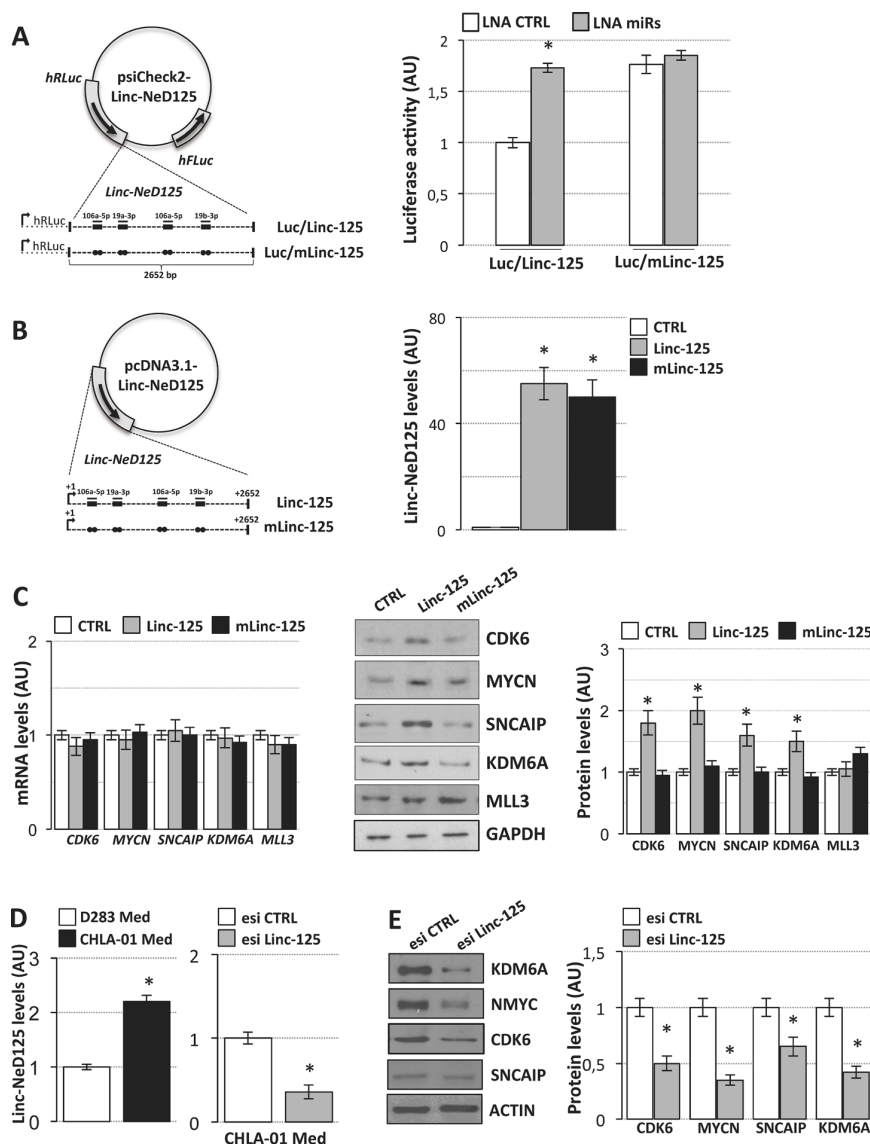 A
hRLuc
psiCheck2-
Linc-NeD125
hFLuc
Linc-NeD125
hRLuc
106a-5p 19a-3p 106a-5p 19b-3p
Luc/Linc-125
hRLuc
Luc/mLinc-125
2652 bp
LNA CTRL LNA miRs
Luciferase activity (AU)
2
1,5
1
0,5
0
*
Luc/Linc-125 Luc/mLinc-125
B
pcDNA3.1-
Linc-NeD125
Linc-NeD125
+1 106a-5p 19a-3p 106a-5p 19b-3p +2652
Linc-125
+1 +2652
mLinc-125
Linc-NeD125 levels (AU)
80
40
0
* *
CTRL
Linc-125
mLinc-125
C
CTRL Linc-125 mLinc-125
mRNA levels (AU)
2
1
0
CDK6 MYCN SNCAIP KDM6A MLL3
CTRL Linc-125 mLinc-125
CDK6
MYCN
SNCAIP
KDM6A
MLL3
GAPDH
CTRL Linc-125 mLinc-125
Protein levels (AU)
3
2
1
0
* * * *
CDK6 MYCN SNCAIP KDM6A MLL3
D
D283 Med
CHLA-01 Med
Linc-NeD125 levels (AU)
3
2
1
0
*
esi CTRL
esi Linc-125
2
1
0
*
CHLA-01 Med
E
esi CTRL esi Linc-125
KDM6A
NMYC
CDK6
SNCAIP
ACTIN
esi CTRL
esi Linc-125
Protein levels (AU)
1,5
1
0,5
0
* * * *
CDK6 MYCN SNCAIP KDM6A